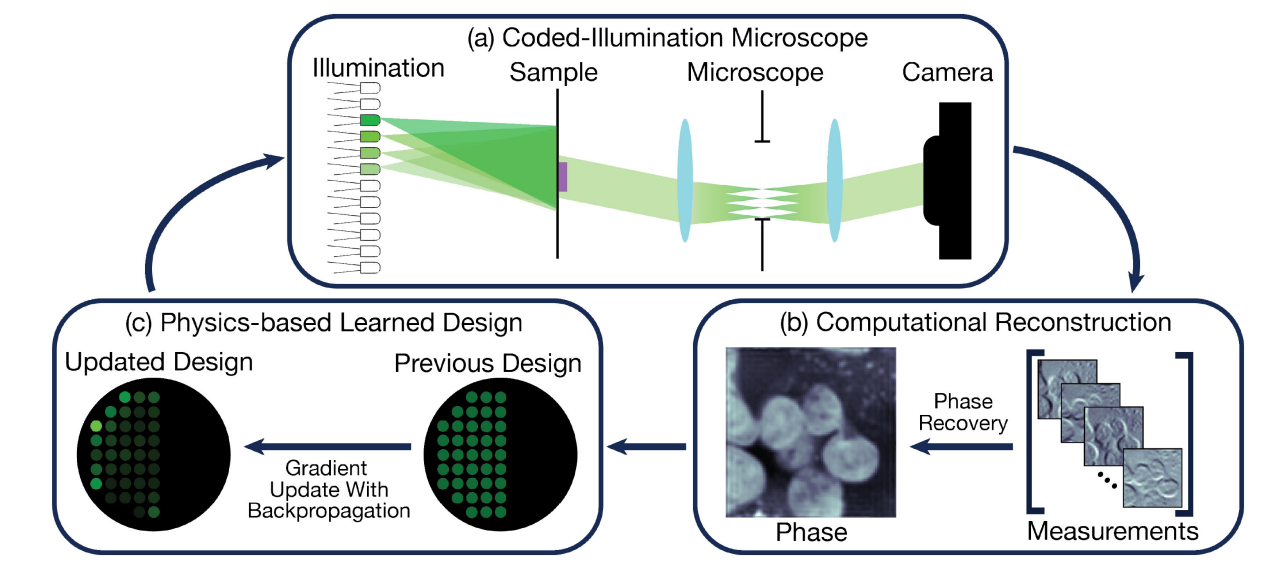 (a) Coded-Illumination Microscope
Illumination
Sample
Microscope
Camera
(c) Physics-based Learned Design
Updated Design
Previous Design
Gradient
Update With
Backpropagation
(b) Computational Reconstruction
Phase
Recovery
Phase
Measurements